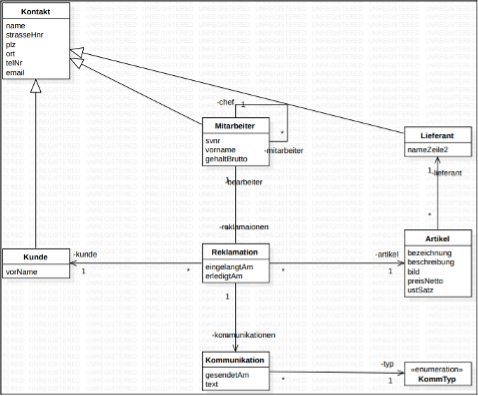 Kontakt
name
strasseHnr
plz
ort
telNr
email
-chef
1
Mitarbeiter
svnr
vorname
gehaltBrutto
*
-mitarbeiter
Lieferant
nameZeile2
1
-bearbeiter
1
-lieferant
*
-reklamaionen
*
Kunde
vorName
-kunde
1
*
Reklamation
eingelangtAm
erledigtAm
*
-artikel
1
Artikel
bezeichnung
beschreibung
bild
preisNetto
ustSatz
1
-kommunikationen
*
Kommunikation
gesendetAm
text
*
-typ
1
«enumeration»
KommTyp